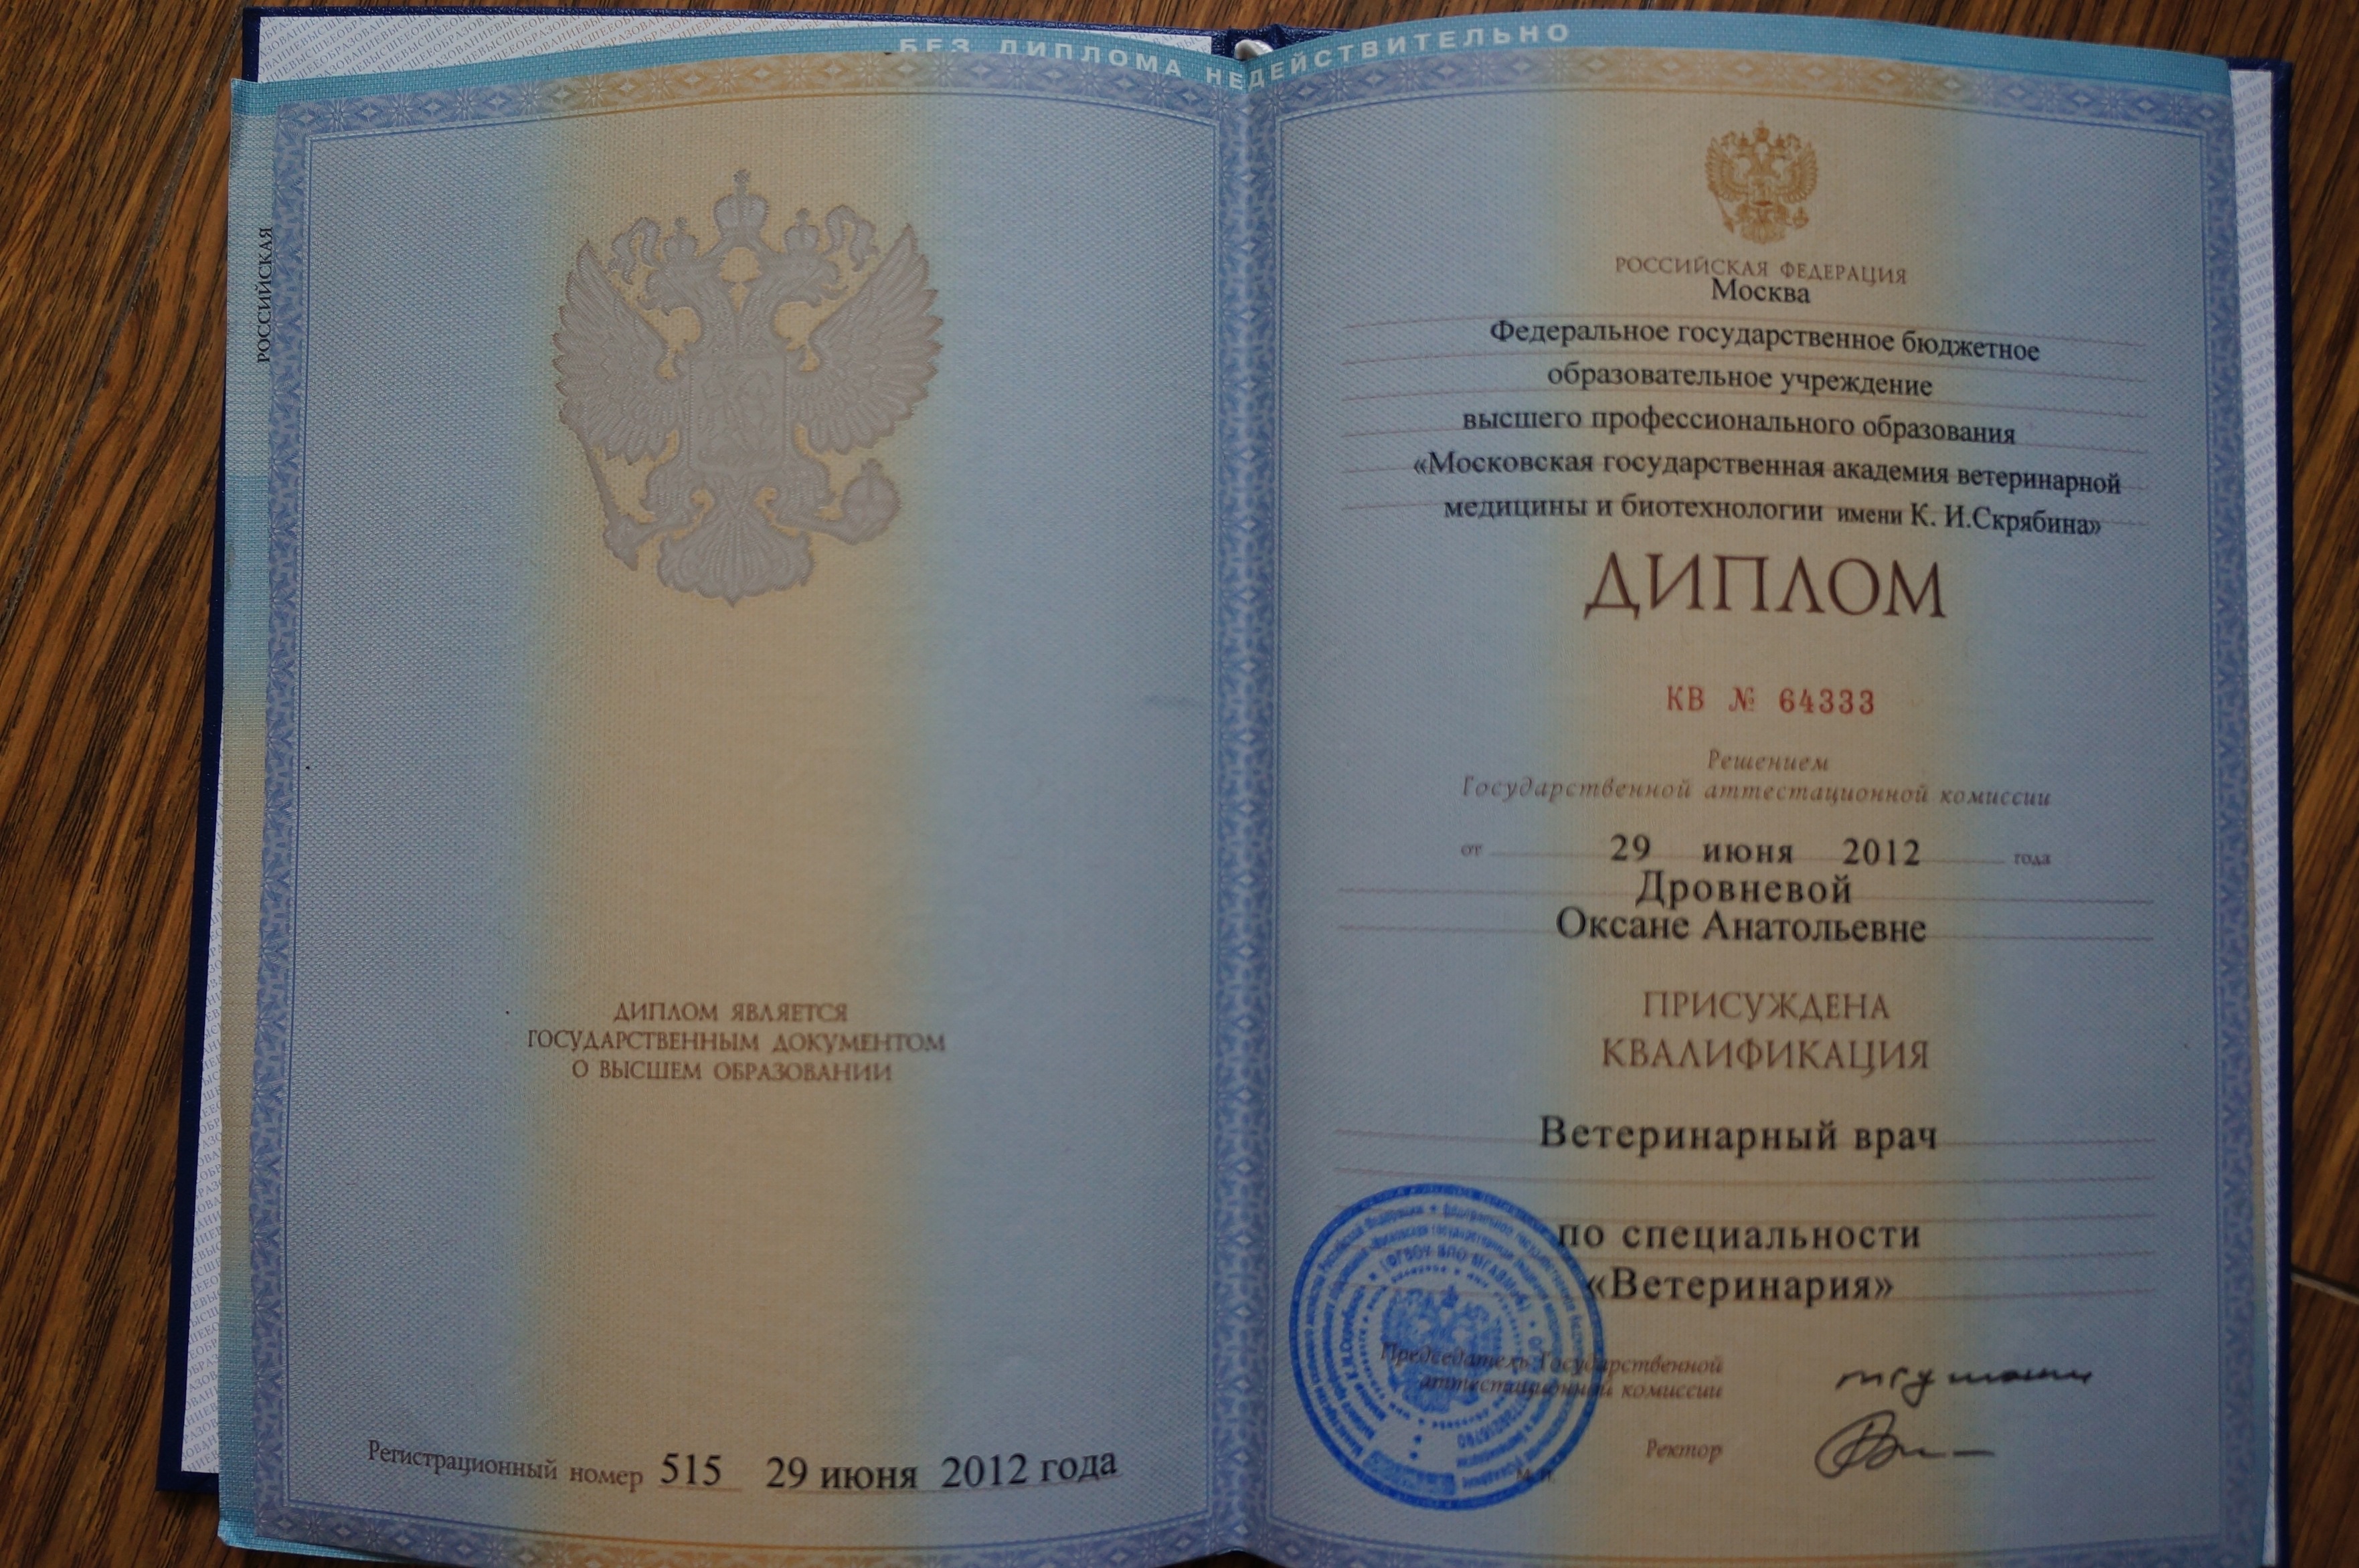 БЕЗ ДИПЛОМА НЕДЕЙСТВИТЕЛЬНО
РОССИЙСКАЯ
ДИПЛОМ ЯВЛЯЕТСЯ
ГОСУДАРСТВЕННЫМ ДОКУМЕНТОМ
О ВЫСШЕМ ОБРАЗОВАНИИ
Регистрационный номер 515 29 июня 2012 года
РОССИЙСКАЯ ФЕДЕРАЦИЯ
Москва
Федеральное государственное бюджетное
образовательное учреждение
высшего профессионального образования
«Московская государственная академия ветеринарной
медицины и биотехнологии имени К. И.Скрябина»
ДИПЛОМ
КВ № 64333
Решением
Государственной аттестационной комиссии
от 29 июня 2012 года
Дровневой
Оксане Анатольевне
ПРИСУЖДЕНА
КВАЛИФИКАЦИЯ
Ветеринарный врач
по специальности
«Ветеринария»
Председатель Государственной
аттестационной комиссии
Ректор
М. П.